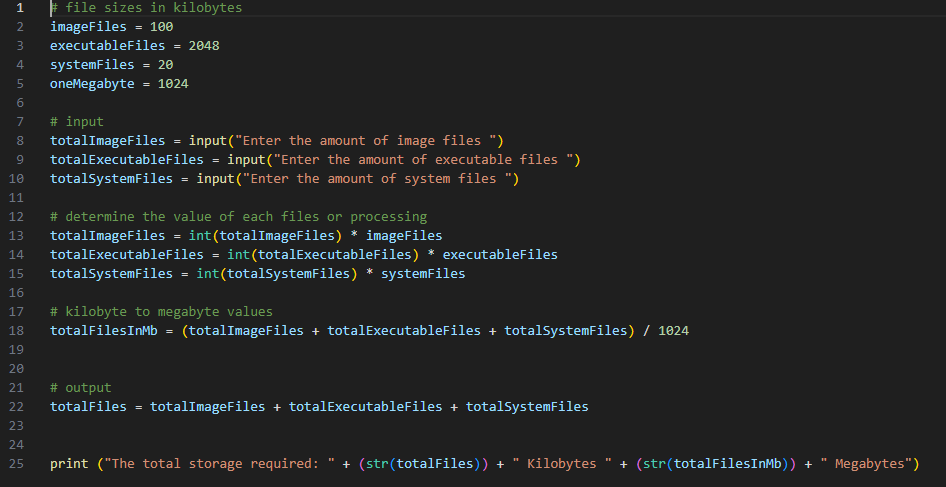 1 # file sizes in kilobytes
2 imageFiles = 100
3 executableFiles = 2048
4 systemFiles = 20
5 oneMegabyte = 1024
6
7 # input
8 totalImageFiles = input("Enter the amount of image files ")
9 totalExecutableFiles = input("Enter the amount of executable files ")
10 totalSystemFiles = input("Enter the amount of system files ")
11
12 # determine the value of each files or processing
13 totalImageFiles = int(totalImageFiles) * imageFiles
14 totalExecutableFiles = int(totalExecutableFiles) * executableFiles
15 totalSystemFiles = int(totalSystemFiles) * systemFiles
16
17 # kilobyte to megabyte values
18 totalFilesInMb = (totalImageFiles + totalExecutableFiles + totalSystemFiles) / 1024
19
20
21 # output
22 totalFiles = totalImageFiles + totalExecutableFiles + totalSystemFiles
23
24
25 print ("The total storage required: " + (str(totalFiles)) + " Kilobytes " + (str(totalFilesInMb)) + " Megabytes")